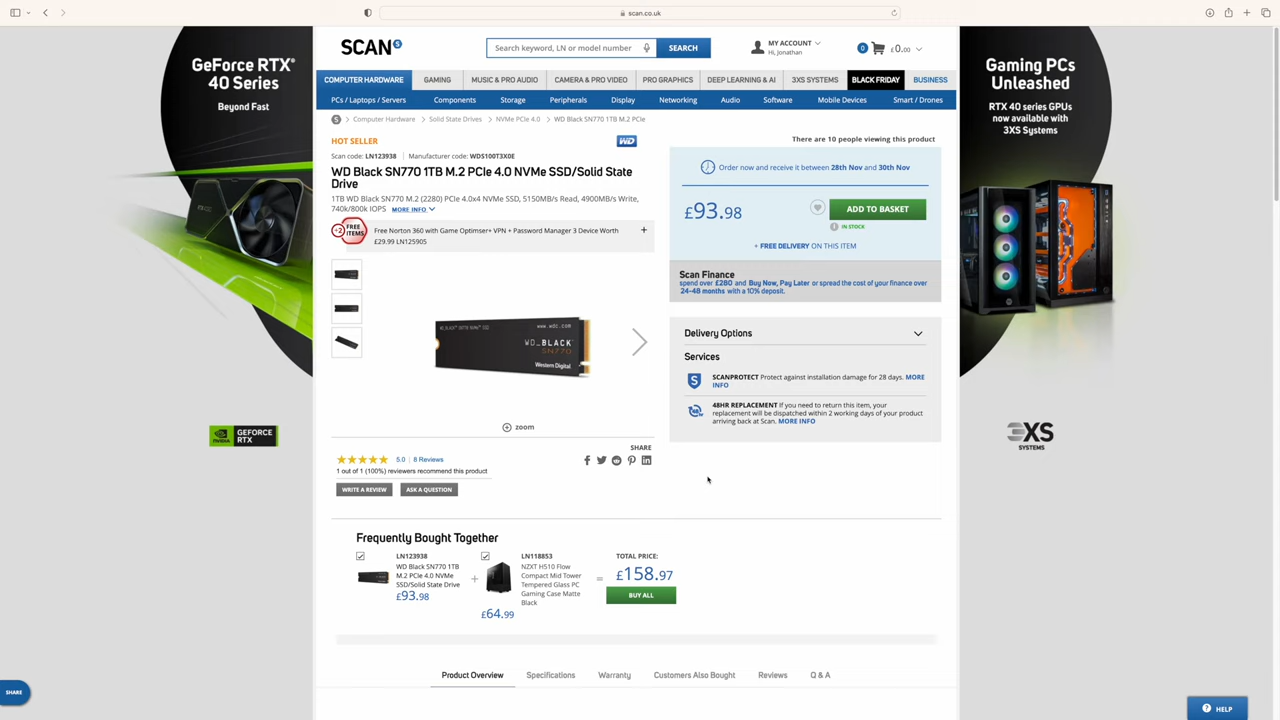 scan.co.uk
GeForce RTX®
40 Series
Beyond Fast
NVIDIA
GEFORCE
RTX
Gaming PCs
Unleashed
RTX 40 series GPUs
now available with
3XS Systems
3XS
SYSTEMS
SCAN
Search keyword, LN or model number
SEARCH
MY ACCOUNT
Hi, Jonathan
0
£0.00
COMPUTER HARDWARE GAMING MUSIC & PRO AUDIO CAMERA & PRO VIDEO PRO GRAPHICS DEEP LEARNING & AI 3XS SYSTEMS BLACK FRIDAY BUSINESS
PCs / Laptops / Servers Components Storage Peripherals Display Networking Audio Software Mobile Devices Smart / Drones
S > Computer Hardware > Solid State Drives > NVMe PCIe 4.0 > WD Black SN770 1TB M.2 PCIe
HOT SELLER
WD
Scan code: LN123938 | Manufacturer code: WDS100T3X0E
WD Black SN770 1TB M.2 PCIe 4.0 NVMe SSD/Solid State
Drive
1TB WD Black SN770 M.2 (2280) PCIe 4.0x4 NVMe SSD, 5150MB/s Read, 4900MB/s Write,
740k/800k IOPS MORE INFO
+2 FREE
ITEMS
Free Norton 360 with Game Optimser+ VPN + Password Manager 3 Device Worth
£29.99 LN125905
+
WD_BLACK™ SN770 NVMe™ SSD
www.wdc.com
WD_BLACK
SN770
Western Digital
zoom
SHARE
5.0 | 8 Reviews
1 out of 1 (100%) reviewers recommend this product
WRITE A REVIEW
ASK A QUESTION
There are 10 people viewing this product
Order now and receive it between 28th Nov and 30th Nov
£93.98
ADD TO BASKET
IN STOCK
+ FREE DELIVERY ON THIS ITEM
Scan Finance
spend over £280 and Buy Now, Pay Later or spread the cost of your finance over
24-48 months with a 10% deposit.
Delivery Options
Services
SCANPROTECT Protect against installation damage for 28 days. MORE
INFO
48HR REPLACEMENT If you need to return this item, your
replacement will be dispatched within 2 working days of your product
arriving back at Scan. MORE INFO
Frequently Bought Together
LN123938
WD Black SN770 1TB
M.2 PCIe 4.0 NVMe
SSD/Solid State Drive
£93.98
+
LN118853
NZXT H510 Flow
Compact Mid Tower
Tempered Glass PC
Gaming Case Matte
Black
£64.99
=
TOTAL PRICE:
£158.97
BUY ALL
Product Overview Specifications Warranty Customers Also Bought Reviews Q & A
SHARE
? HELP